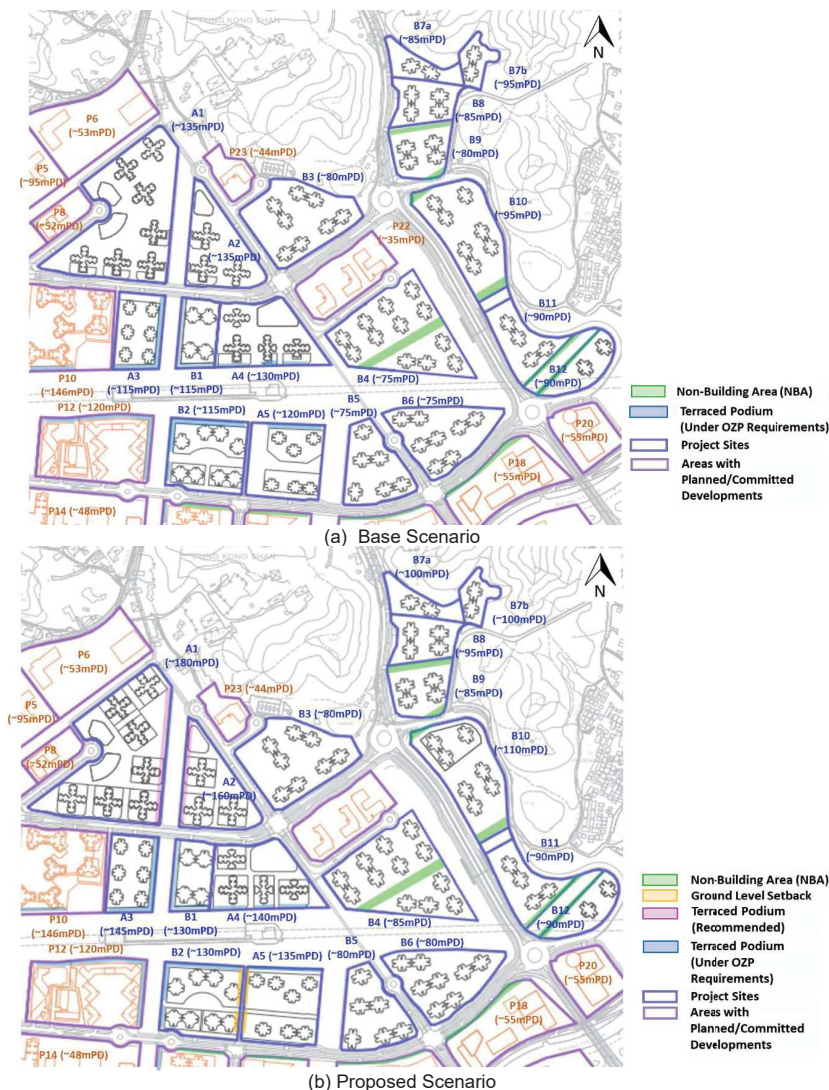 TUNG KONG SHAN
B7a
(~85mPD)
N
B7b
(~95mPD)
P6
(~53mPD)
A1
(~135mPD)
B8
(~85mPD)
B9
(~80mPD)
P23 (~44mPD)
B3 (~80mPD)
P5
(~95mPD)
P8
(~52mPD)
B10
(~95mPD)
A2
(~135mPD)
P22
(~35mPD)
B11
(~90mPD)
B12
(~90mPD)
P10
(~146mPD)
A3
(~115mPD)
B1
(~115mPD)
A4 (~130mPD)
B4 (~75mPD)
P12 (~120mPD)
B2 (~115mPD)
A5 (~120mPD)
B5
(~75mPD)
B6 (~75mPD)
P20
(~55mPD)
P18
(~55mPD)
P14 (~48mPD)
Non-Building Area (NBA)
Terraced Podium
(Under OZP Requirements)
Project Sites
Areas with
Planned/Committed
Developments
(a) Base Scenario
TUNG KONG SHAN
B7a
(~100mPD)
N
B7b
(~100mPD)
P6
(~53mPD)
A1
(~180mPD)
B8
(~95mPD)
B9
(~85mPD)
P23 (~44mPD)
B3 (~80mPD)
P5
(~95mPD)
P8
(~52mPD)
B10
(~110mPD)
A2
(~160mPD)
B11
(~90mPD)
B12
(~90mPD)
P10
(~146mPD)
A3
(~145mPD)
B1
(~130mPD)
A4 (~140mPD)
B4 (~85mPD)
P12 (~120mPD)
B2 (~130mPD)
A5 (~135mPD)
B5
(~80mPD)
B6 (~80mPD)
P20
(~55mPD)
P18
(~55mPD)
P14 (~48mPD)
Non-Building Area (NBA)
Ground Level Setback
Terraced Podium
(Recommended)
Terraced Podium
(Under OZP
Requirements)
Project Sites
Areas with
Planned/Committed
Developments
(b) Proposed Scenario